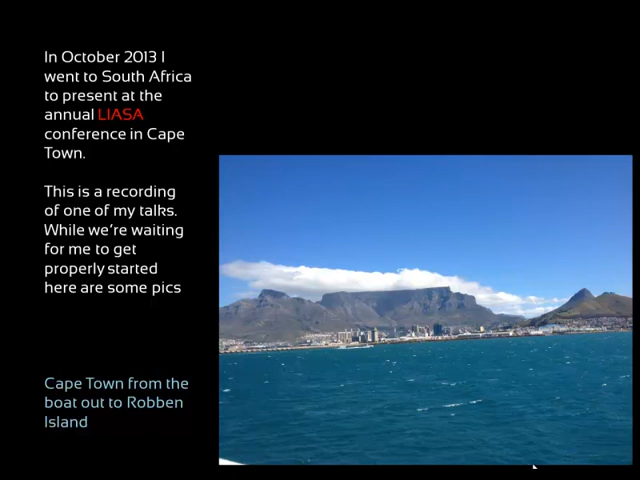 In October 2013 I
went to South Africa
to present at the
annual LIASA
conference in Cape
Town.
This is a recording
of one of my talks.
While we're waiting
for me to get
properly started
here are some pics
Cape Town from the
boat out to Robben
Island